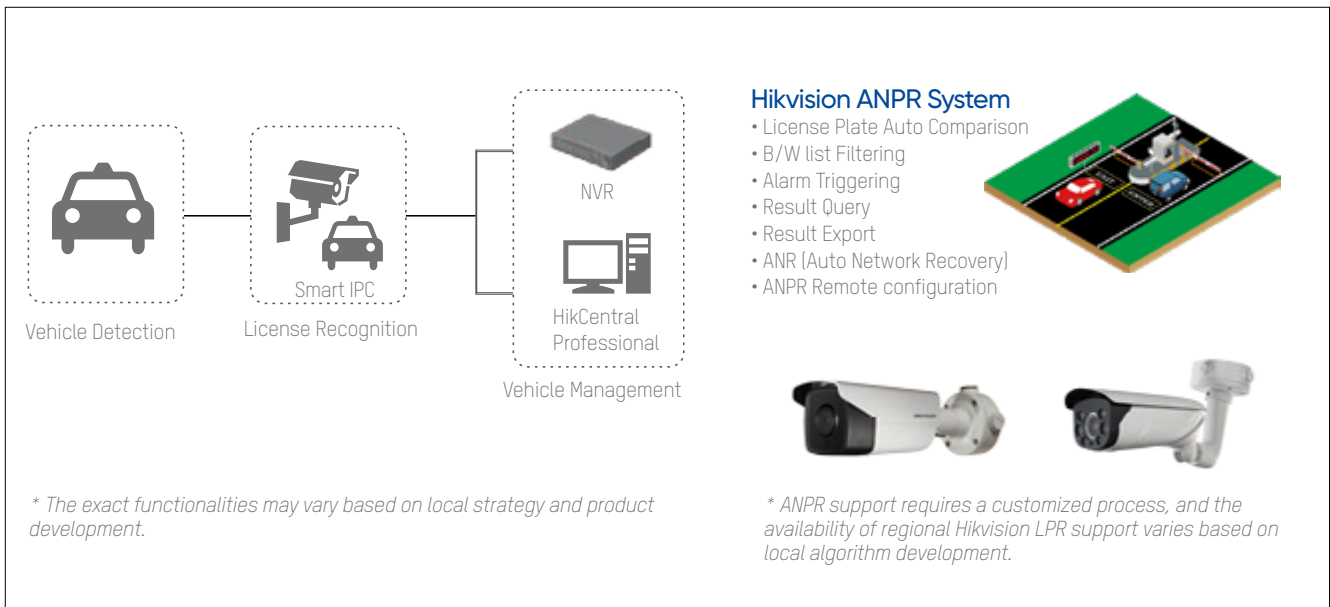 Vehicle Detection
Smart IPC
License Recognition
NVR
HikCentral
Professional
Vehicle Management
* The exact functionalities may vary based on local strategy and product
development.
Hikvision ANPR System
• License Plate Auto Comparison
• B/W list Filtering
• Alarm Triggering
• Result Query
• Result Export
• ANR (Auto Network Recovery)
• ANPR Remote configuration
EXIT
ENTER
* ANPR support requires a customized process, and the
availability of regional Hikvision LPR support varies based on
local algorithm development.